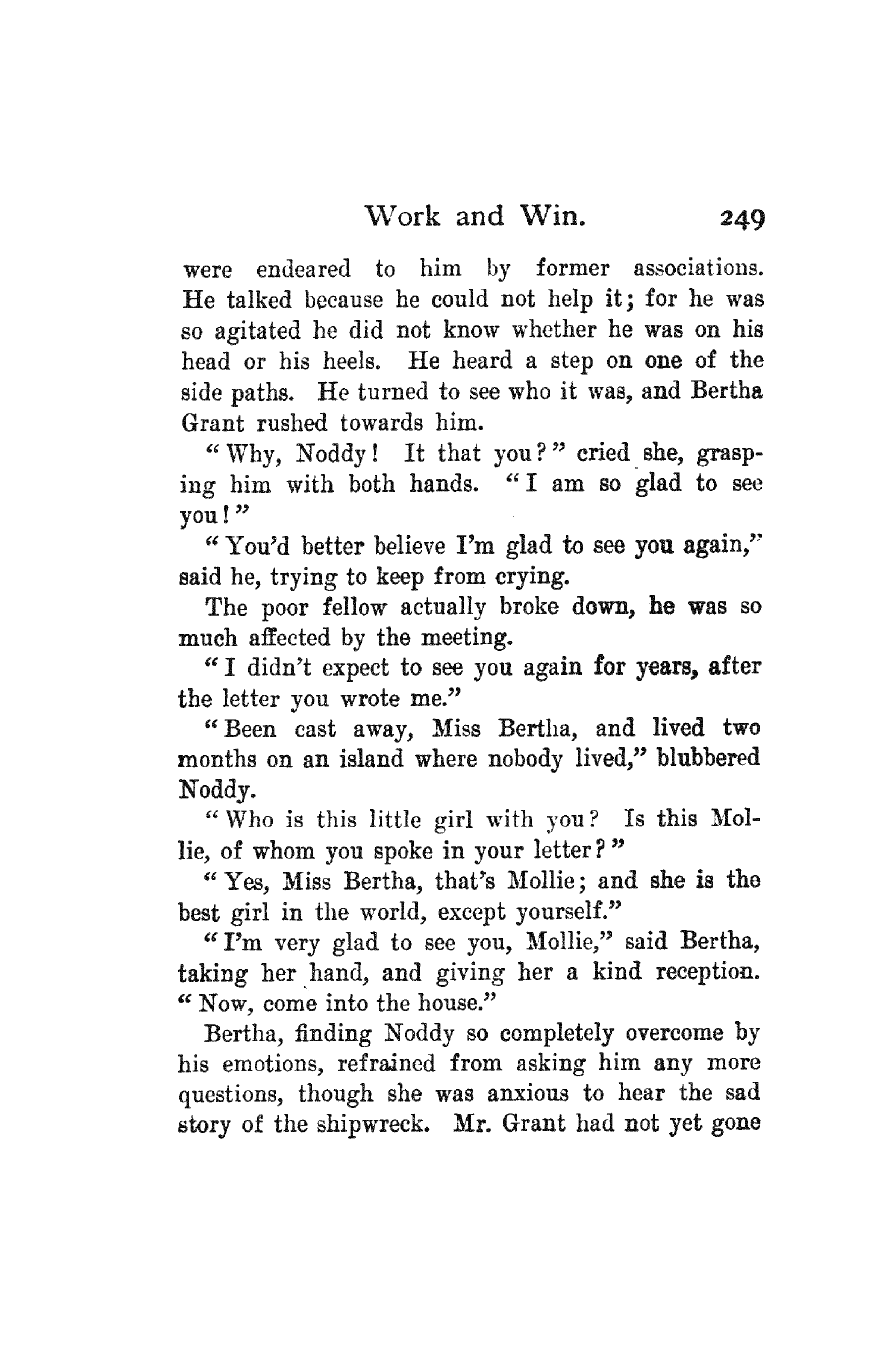 Work and Win. 249
were endeared to him by former associations.
He talked because he could not help it; for he was
so agitated he did not know whether he was on his
head or his heels. He heard a step on one of the
side paths. He turned to see who it was, and Bertha
Grant rushed towards him.
“Why, Noddy! It that you?” cried she, grasp-
ing him with both hands. “I am so glad to see
you!”
“You’d better believe I’m glad to see you again,”
said he, trying to keep from crying.
The poor fellow actually broke down, he was so
much affected by the meeting.
“I didn’t expect to see you again for years, after
the letter you wrote me.”
“Been cast away, Miss Bertha, and lived two
months on an island where nobody lived,” blubbered
Noddy.
“Who is this little girl with you? Is this Mol-
lie, of whom you spoke in your letter?”
“Yes, Miss Bertha, that’s Mollie; and she is the
best girl in the world, except yourself.”
“I’m very glad to see you, Mollie,” said Bertha,
taking her hand, and giving her a kind reception.
“Now, come into the house.”
Bertha, finding Noddy so completely overcome by
his emotions, refrained from asking him any more
questions, though she was anxious to hear the sad
story of the shipwreck. Mr. Grant had not yet gone